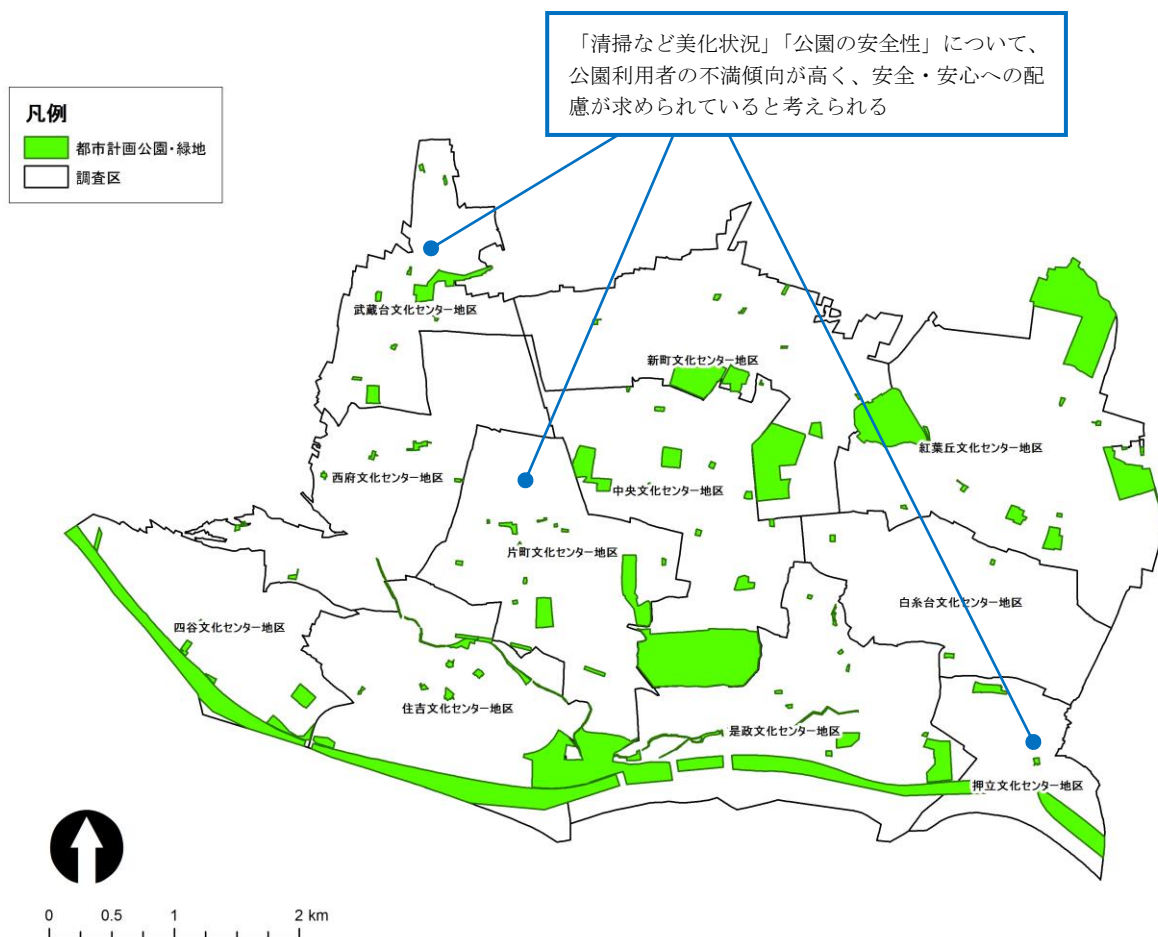 「清掃など美化状況」「公園の安全性」について、
公園利用者の不満傾向が高く、安全・安心への配
慮が求められていると考えられる
凡例
都市計画公園・緑地
調査区
武蔵台文化センター地区
新町文化センター地区
紅葉丘文化センター地区
西府文化センター地区
中央文化センター地区
片町文化センター地区
白糸台文化センター地区
四谷文化センター地区
住吉文化センター地区
是政文化センター地区
押立文化センター地区
0 0.5 1 2 km